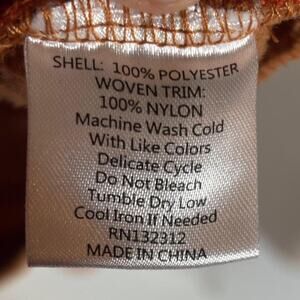 SHELL: 100% POLYESTER
WOVEN TRIM:
100% NYLON
Machine Wash Cold
With Like Colors
Delicate Cycle
Do Not Bleach
Tumble Dry Low
Cool Iron If Needed
RN132312
MADE IN CHINA